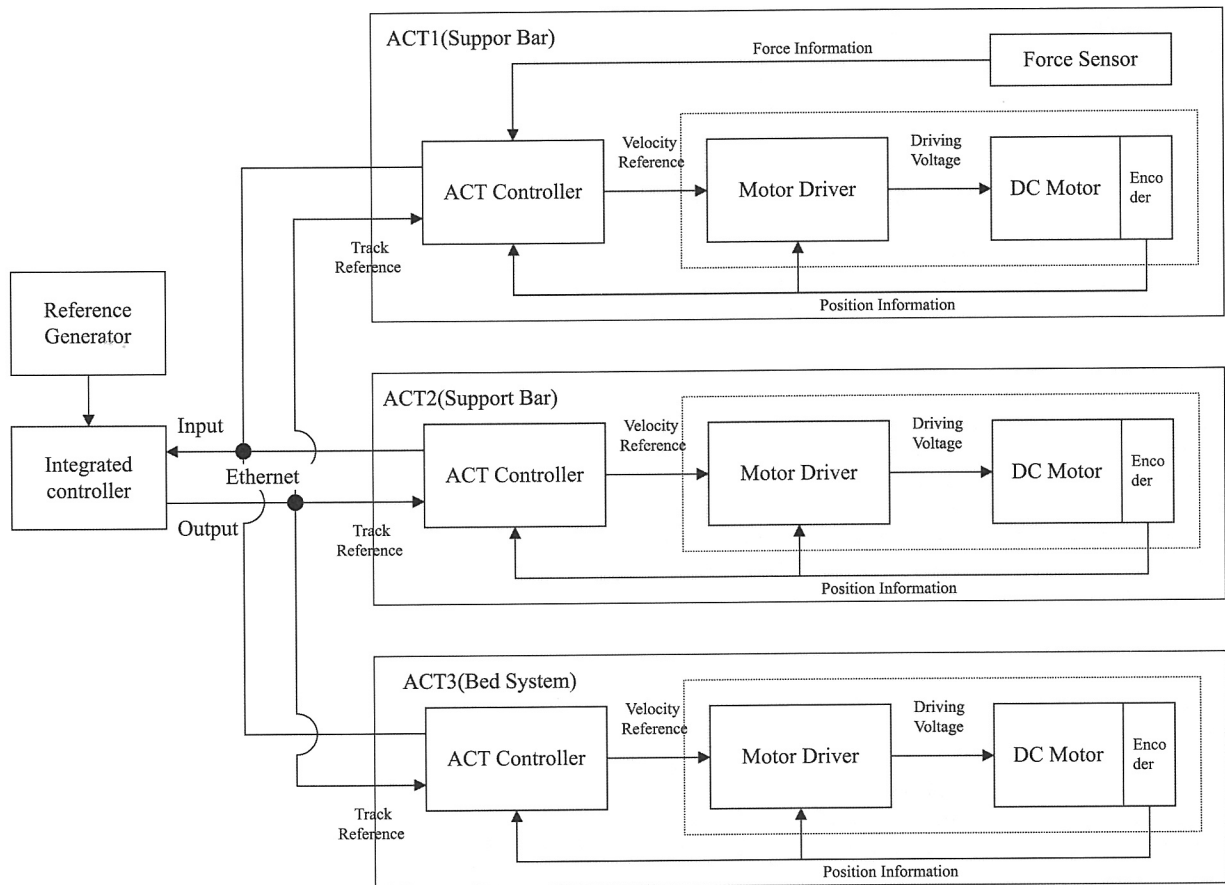 ACT1(Suppor Bar)
Force Information
Force Sensor
Velocity
Reference
Driving
Voltage
ACT Controller
Motor Driver
DC Motor
Enco
der
Track
Reference
Position Information
Reference
Generator
ACT2(Support Bar)
Velocity
Reference
Driving
Voltage
Input
Integrated
controller
Ethernet
Output
ACT Controller
Motor Driver
DC Motor
Enco
der
Track
Reference
Position Information
ACT3(Bed System)
Velocity
Reference
Driving
Voltage
ACT Controller
Motor Driver
DC Motor
Enco
der
Track
Reference
Position Information